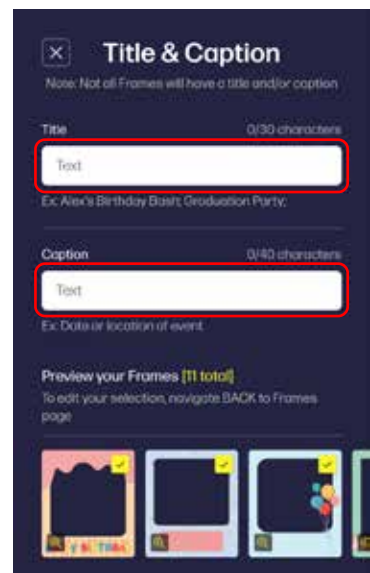 Title & Caption
Note: Not all Frames will have a title and/or caption
Title 0/30 characters
Text
Ex: Alex's Birthday Bash; Graduation Party;
Caption 0/40 characters
Text
Ex: Date or location of event
Preview your Frames [11 total]
To edit your selection, navigate BACK to Frames
page